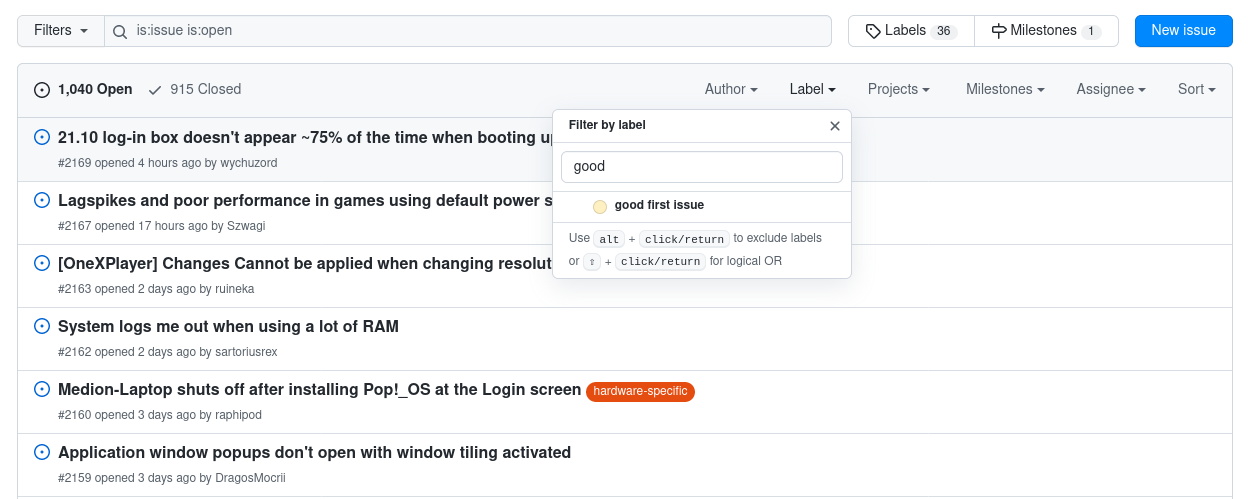 Filters is:issue is:open Labels 36 Milestones 1 New issue
1,040 Open 915 Closed Author Label Projects Milestones Assignee Sort
Filter by label
good
good first issue
Use alt + click/return to exclude labels
or ⇧ + click/return for logical OR
21.10 log-in box doesn't appear ~75% of the time when booting
#2169 opened 4 hours ago by wychuzord
Lagspikes and poor performance in games using default power
#2167 opened 17 hours ago by Szwagi
[OneXPlayer] Changes Cannot be applied when changing
#2163 opened 2 days ago by ruineka
System logs me out when using a lot of RAM
#2162 opened 2 days ago by sartoriusrex
Medion-Laptop shuts off after installing Pop!_OS at the Login screen hardware-specific
#2160 opened 3 days ago by raphipod
Application window popups don't open with window tiling activated
#2159 opened 3 days ago by DragosMocrii